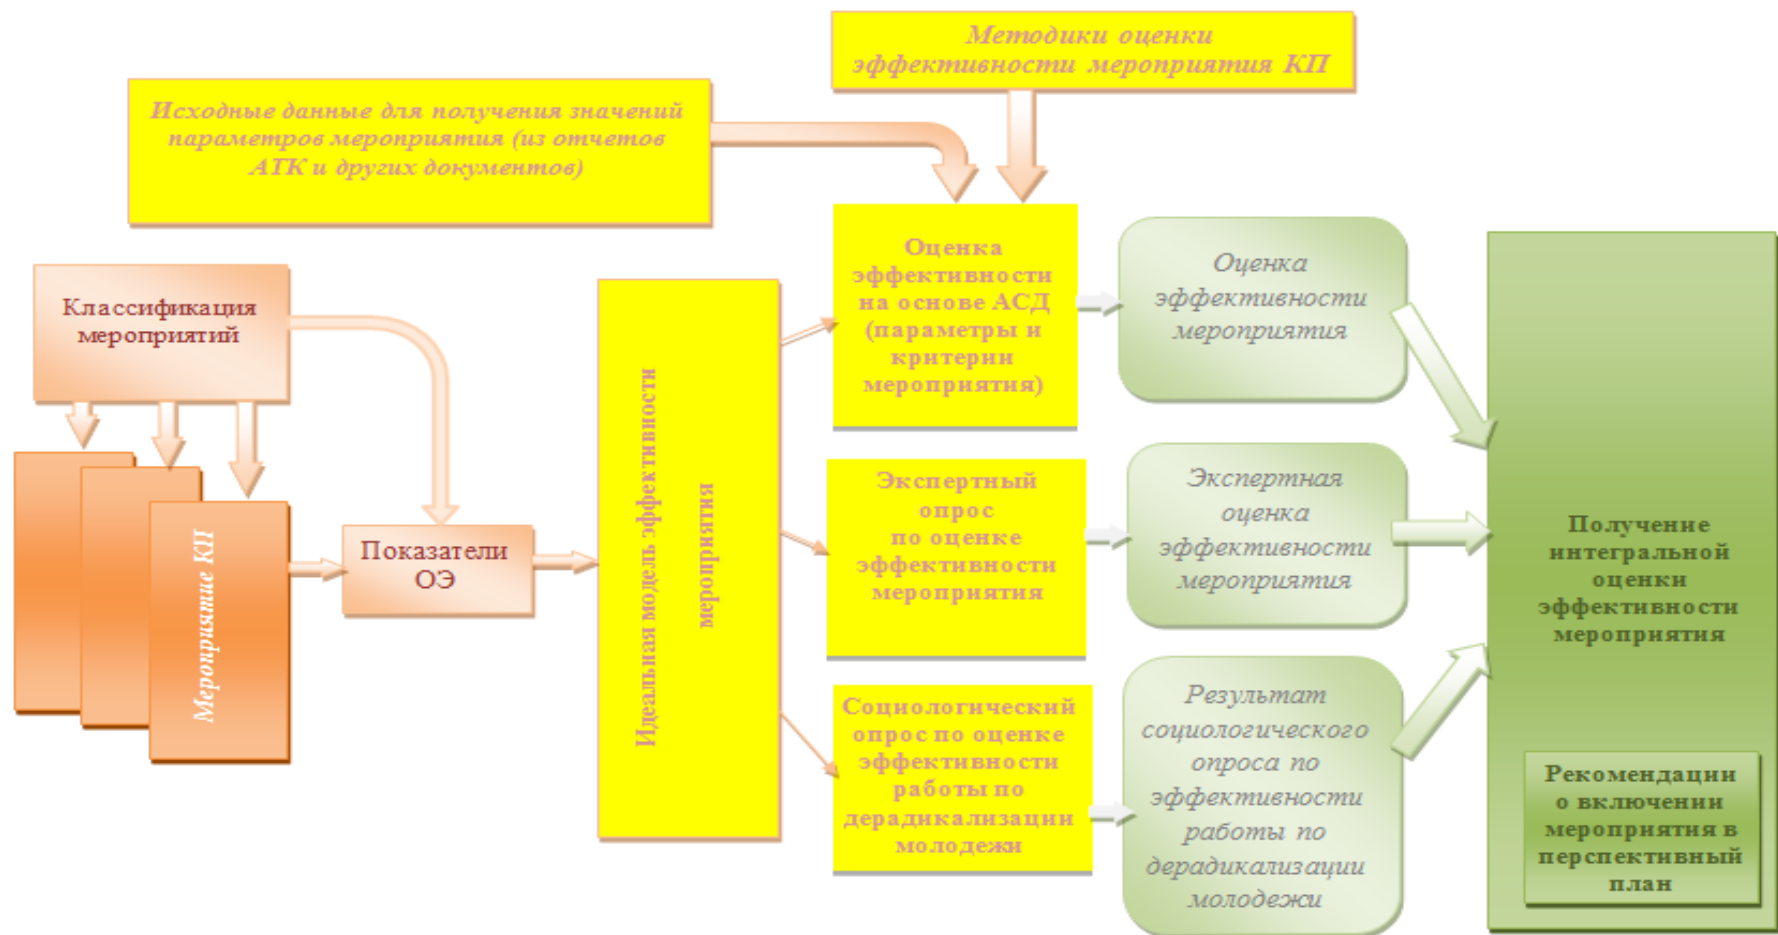 Методики оценки
эффективности мероприятия КП
Исходные данные для получения значений
параметров мероприятия (из отчетов
АТК и других документов)
Классификация
мероприятий
Мероприятие КП
Показатели
ОЭ
Идеальная модель эффективности
мероприятия
Оценка
эффективности
на основе АСД
(параметры и
критерии
мероприятия)
Экспертный
опрос
по оценке
эффективности
мероприятия
Социологический
опрос по оценке
эффективности
работы по
дерадикализации
молодежи
Оценка
эффективности
мероприятия
Экспертная
оценка
эффективности
мероприятия
Результат
социологического
опроса по
эффективности
работы по
дерадикализации
молодежи
Получение
интегральной
оценки
эффективности
мероприятия
Рекомендации
о включении
мероприятия в
перспективный
план